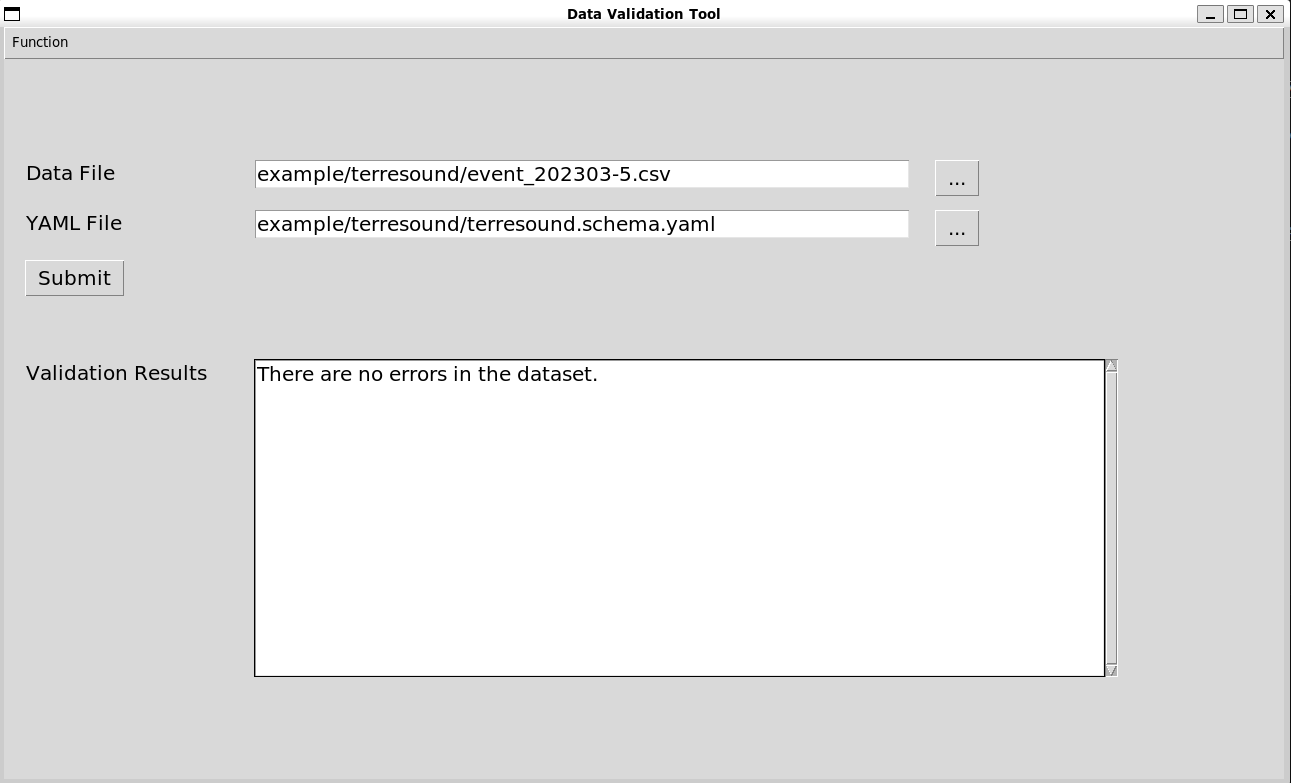 Data Validation Tool
Function
Data File
example/terresound/event_202303-5.csv
...
YAML File
example/terresound/terresound.schema.yaml
...
Submit
Validation Results
There are no errors in the dataset.